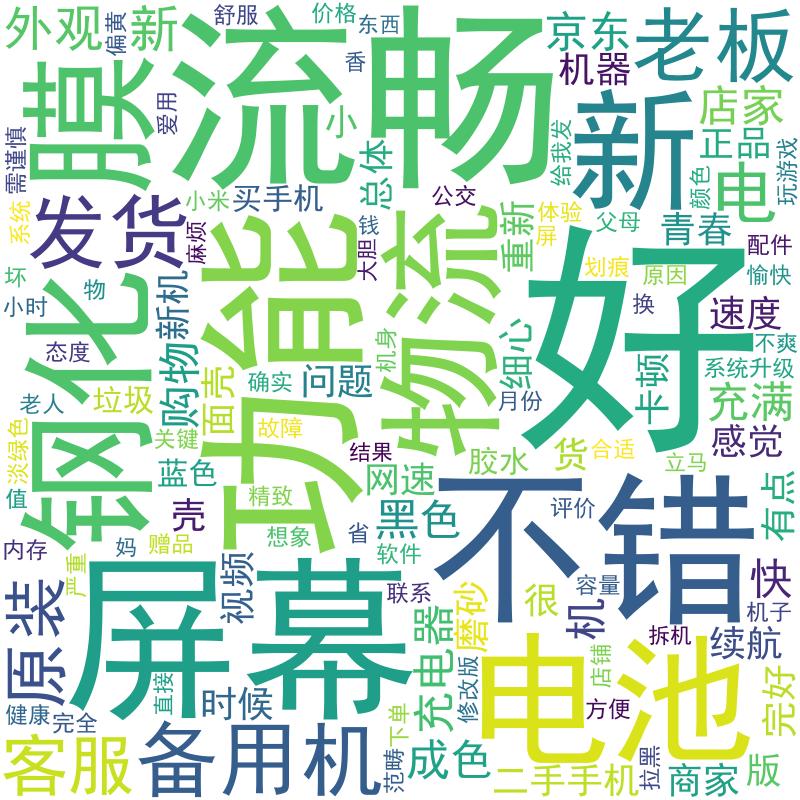 外观
偏黄
新
舒服
价格
东西
京东
老板
膜
流畅
香
机器
爱用
小
新
店家
需谨慎
总体
给我发
正品
玩游戏
颜色
电
系统
发货
小米
买手机
麻烦
钱
公交
大胆
重新
体验
屏
父母
青春
配件
坏
小时
物
态度
购物
新机
功能
物流
机身
好
划痕
原因
愉快
换
速度
不爽
系统升级
钢化
老人
垃圾
面壳
确实
问题
细心
月份
卡顿
充满
感觉
淡绿色
关键
故障
结果
胶水
货
合适
立马
值
蓝色
网速
壳
精致
黑色
不错
评价
有点
内存
妈
赠品
想象
省
软件
严重
原装
屏幕
视频
联系
磨砂
很
容量
快
机
机子
充电器
拆机
续航
直接
时候
修改版
电池
店铺
完好
健康
完全
下单
方便
客服
备用机
范畴
成色
二手手机
拉黑
商家
版